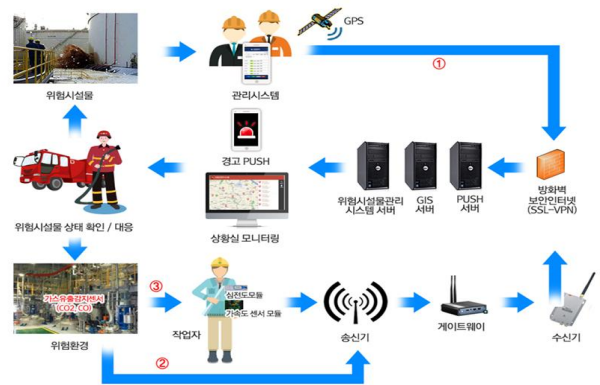 GPS
①
위험시설물
관리시스템
경고 PUSH
위험시설물관리
시스템 서버
GIS
서버
PUSH
서버
방화벽
보안인터넷
(SSL-VPN)
위험시설물 상태 확인 / 대응
상황실 모니터링
가스유출감지센서
(CO2, CO)
③
삼전도모듈
가속도 센서 모듈
위험환경
작업자
송신기
게이트웨이
수신기
②